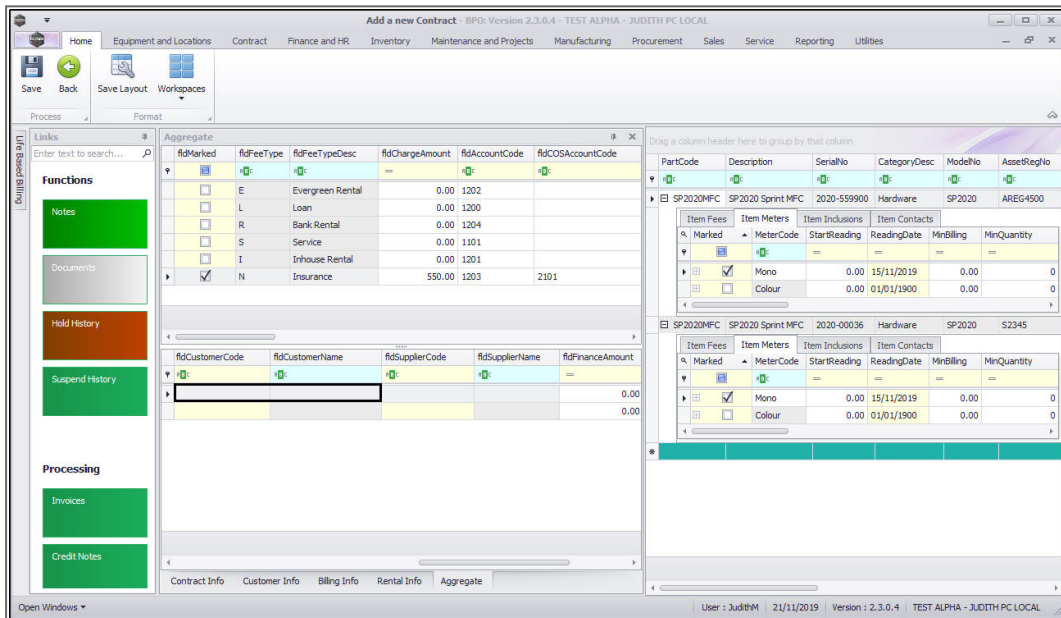 Add a new Contract - BPO: Version 2.3.0.4 - TEST ALPHA - JUDITH PC LOCAL
Home Equipment and Locations Contract Finance and HR Inventory Maintenance and Projects Manufacturing Procurement Sales Service Reporting Utilities
Save Back Save Layout Workspaces
Process Format
Life Based Billing
Links
Enter text to search...
Functions
Notes
Documents
Hold History
Suspend History
Processing
Invoices
Credit Notes
Aggregate
fldMarked fldFeeType fldFeeTypeDesc fldChargeAmount fldAccountCode fldCOSAccountCode
=
E Evergreen Rental 0.00 1202
L Loan 0.00 1200
R Bank Rental 0.00 1204
S Service 0.00 1101
I Inhouse Rental 0.00 1201
N Insurance 550.00 1203 2101
fldCustomerCode fldCustomerName fldSupplierCode fldSupplierName fldFinanceAmount
=
0.00
0.00
Contract Info Customer Info Billing Info Rental Info Aggregate
Drag a column header here to group by that column
PartCode Description SerialNo CategoryDesc ModelNo AssetRegNo
SP2020MFC SP2020 Sprint MFC 2020-559900 Hardware SP2020 AREG4500
Item Fees Item Meters Item Inclusions Item Contacts
Marked MeterCode StartReading ReadingDate MinBilling MinQuantity
= = = =
Mono 0.00 15/11/2019 0.00 0
Colour 0.00 01/01/1900 0.00 0
SP2020MFC SP2020 Sprint MFC 2020-00036 Hardware SP2020 S2345
Item Fees Item Meters Item Inclusions Item Contacts
Marked MeterCode StartReading ReadingDate MinBilling MinQuantity
= = = =
Mono 0.00 15/11/2019 0.00 0
Colour 0.00 01/01/1900 0.00 0
Open Windows User : JudithM 21/11/2019 Version : 2.3.0.4 TEST ALPHA - JUDITH PC LOCAL